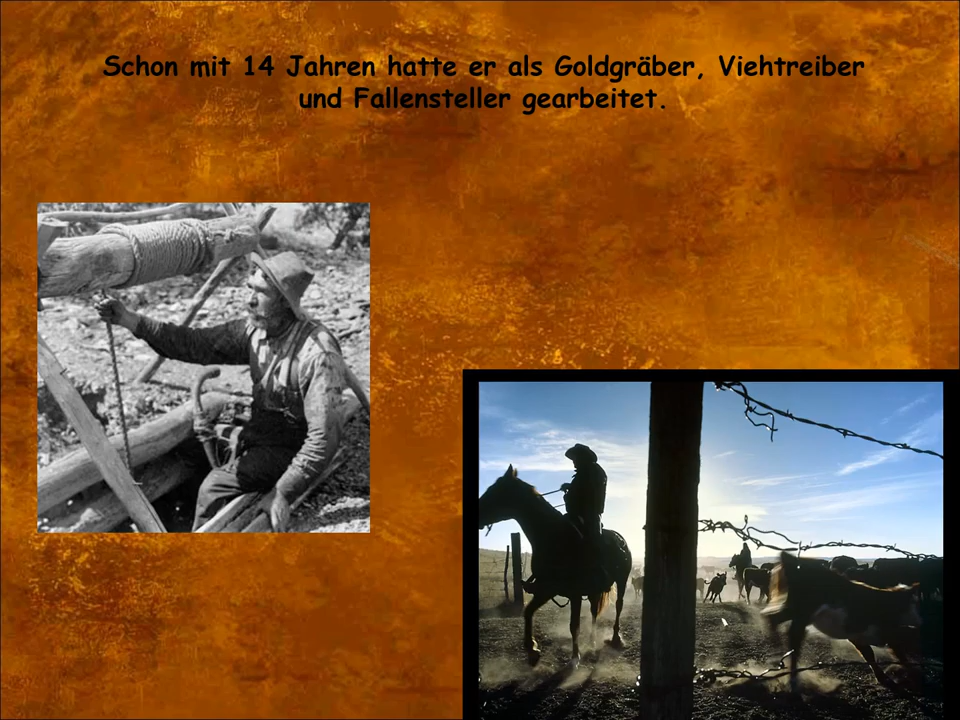 Schon mit 14 Jahren hatte er als Goldgräber, Viehtreiber
und Fallensteller gearbeitet.